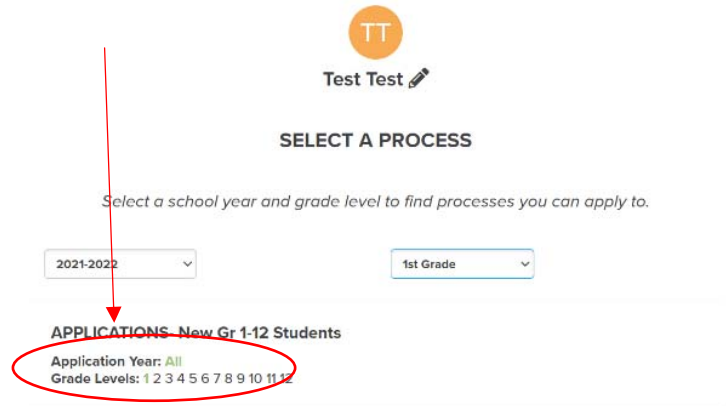 TT
Test Test
SELECT A PROCESS
Select a school year and grade level to find processes you can apply to.
2021-2022 1st Grade
APPLICATIONS- New Gr 1-12 Students
Application Year: All
Grade Levels: 1 2 3 4 5 6 7 8 9 10 11 12